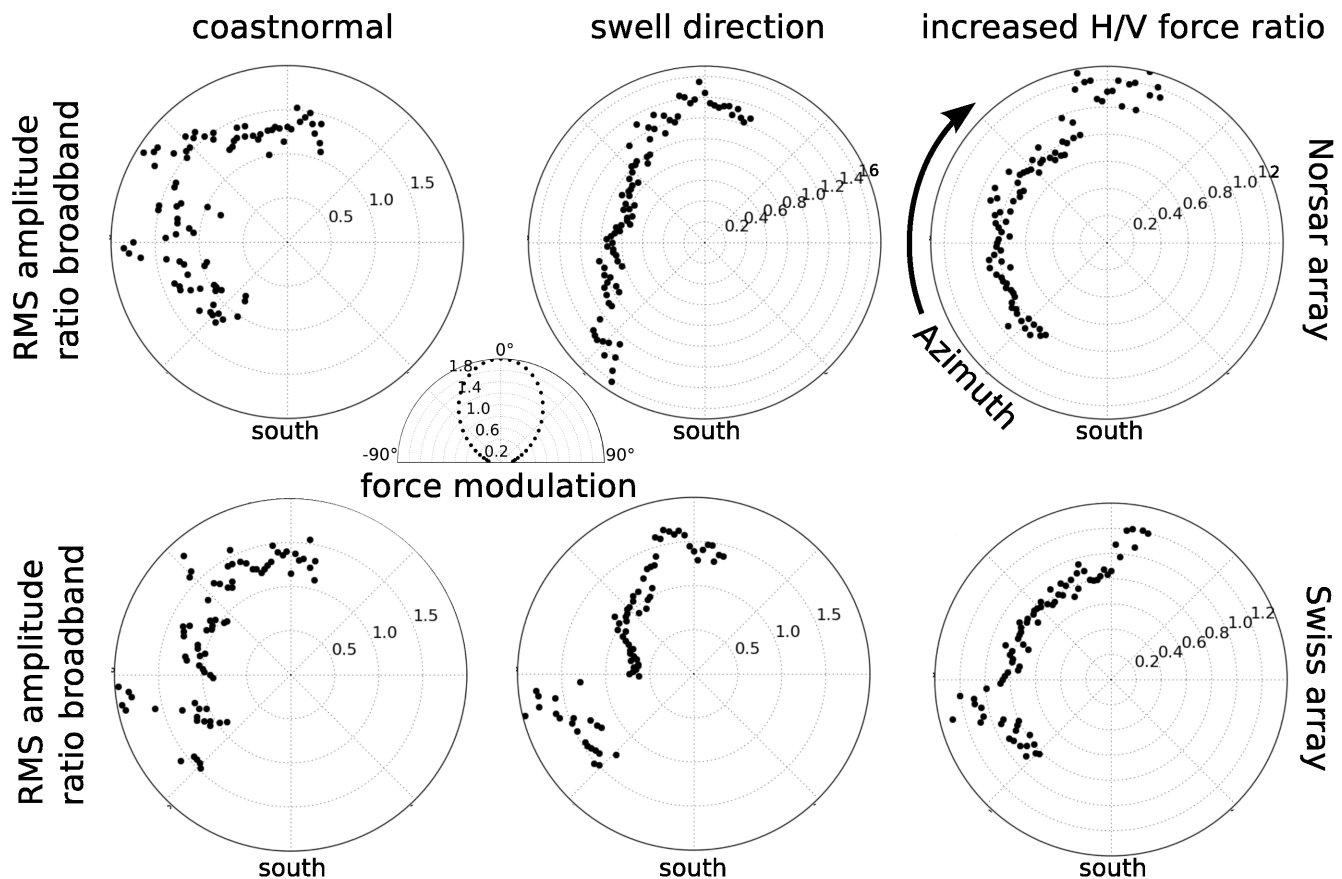 coastnormal
swell direction
increased H/V force ratio
RMS amplitude
ratio broadband
0.5
1.0
1.5
south
0.2
0.4
0.6
0.8
1.0
1.2
1.4
16
south
0.2
0.4
0.6
0.8
1.0
12
south
Azimuth
Norsar array
0°
1.8
1.4
1.0
0.6
0.2
-90°
90°
force modulation
RMS amplitude
ratio broadband
0.5
1.0
1.5
south
0.5
1.0
1.5
south
0.2
0.4
0.6
0.8
1.0
1.2
south
Swiss array